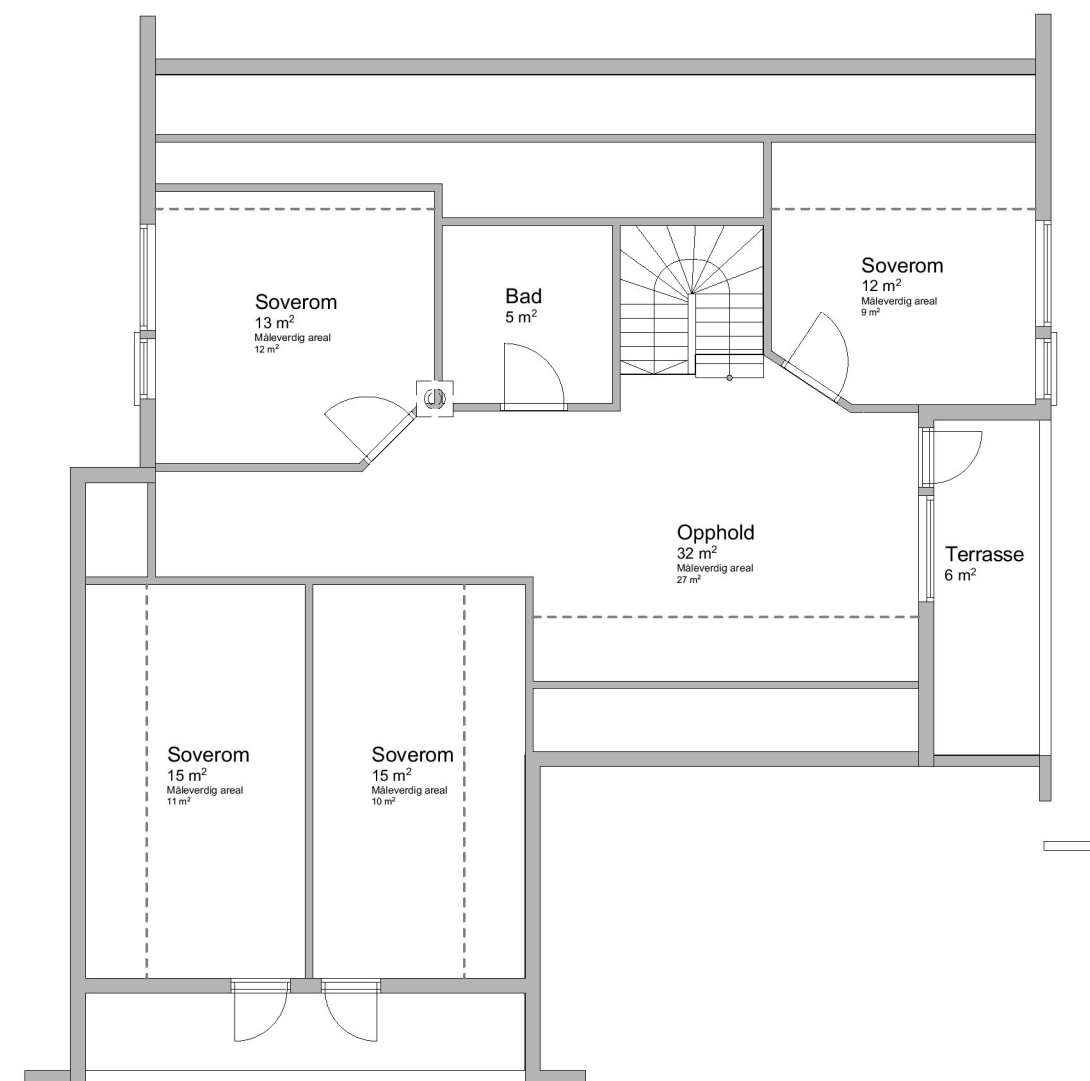 Soverom
12 m²
Måleverdig areal
9 m²
Bad
5 m²
Soverom
13 m²
Måleverdig areal
12 m²
Opphold
32 m²
Måleverdig areal
27 m²
Terrasse
6 m²
Soverom
15 m²
Måleverdig areal
11 m²
Soverom
15 m²
Måleverdig areal
10 m²